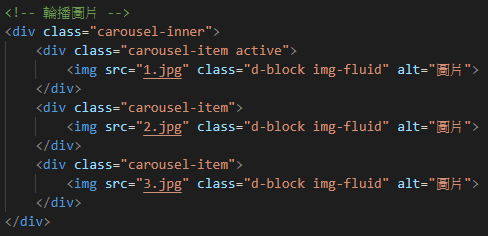 <!-- 輪播圖片 -->
<div class="carousel-inner">
    <div class="carousel-item active">
        <img src="1.jpg" class="d-block img-fluid" alt="圖片">
    </div>
    <div class="carousel-item">
        <img src="2.jpg" class="d-block img-fluid" alt="圖片">
    </div>
    <div class="carousel-item">
        <img src="3.jpg" class="d-block img-fluid" alt="圖片">
    </div>
</div>